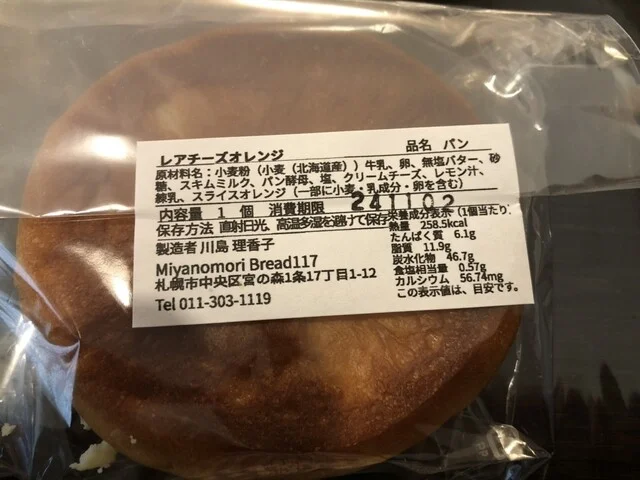 レアチーズオレンジ 品名 パン
原材料名：小麦粉（小麦（北海道産））牛乳、卵、無塩バター、砂
糖、スキムミルク、パン酵母、塩、クリームチーズ、レモン汁、
練乳、スライスオレンジ（一部に小麦・乳成分・卵を含む）
内容量 1 個 消費期限 241102
保存方法 直射日光、高温多湿を避けて保存
製造者 川島 理香子
Miyanomori Bread117
札幌市中央区宮の森1条17丁目1-12
Tel 011-303-1119
栄養成分表示（1個当り）
熱量 258.5kcal
たんぱく質 6.1g
脂質 11.9g
炭水化物 46.7g
食塩相当量 0.57g
カルシウム 56.74mg
この表示値は、目安です。